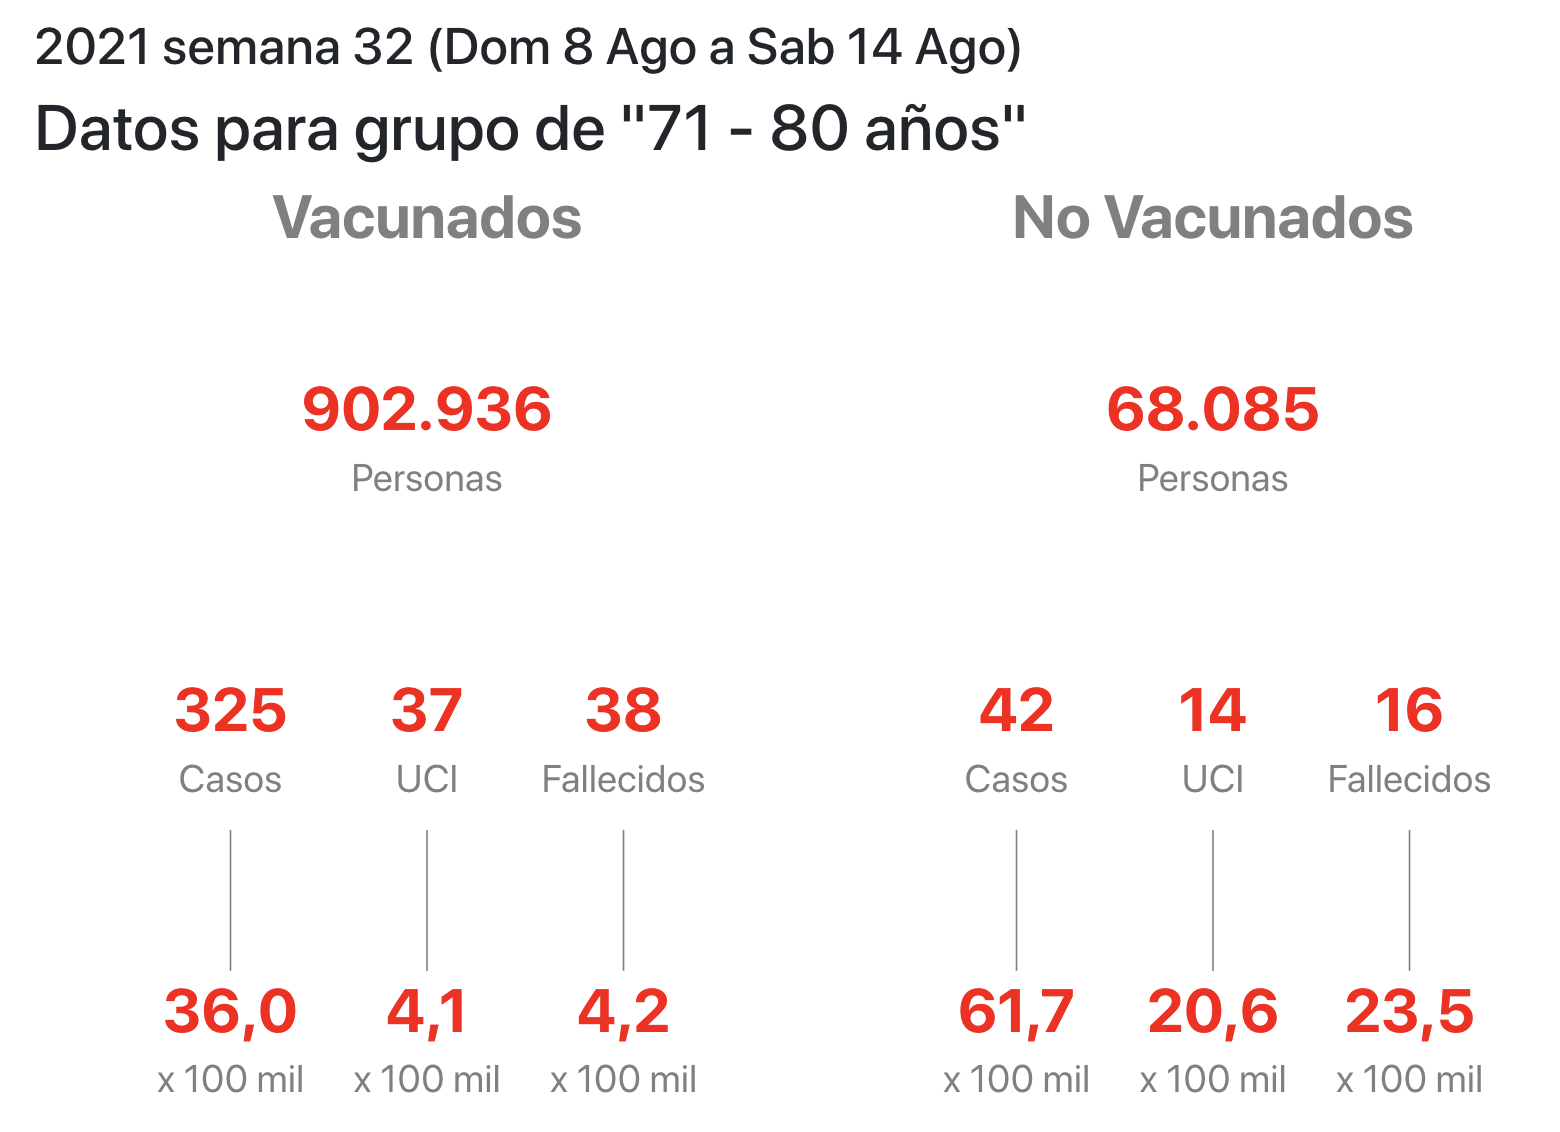 2021 semana 32 (Dom 8 Ago a Sab 14 Ago)
Datos para grupo de "71 - 80 años"
Vacunados
902.936
Personas
325 37 38
Casos UCI Fallecidos
36,0 4,1 4,2
x 100 mil x 100 mil x 100 mil
No Vacunados
68.085
Personas
42 14 16
Casos UCI Fallecidos
61,7 20,6 23,5
x 100 mil x 100 mil x 100 mil